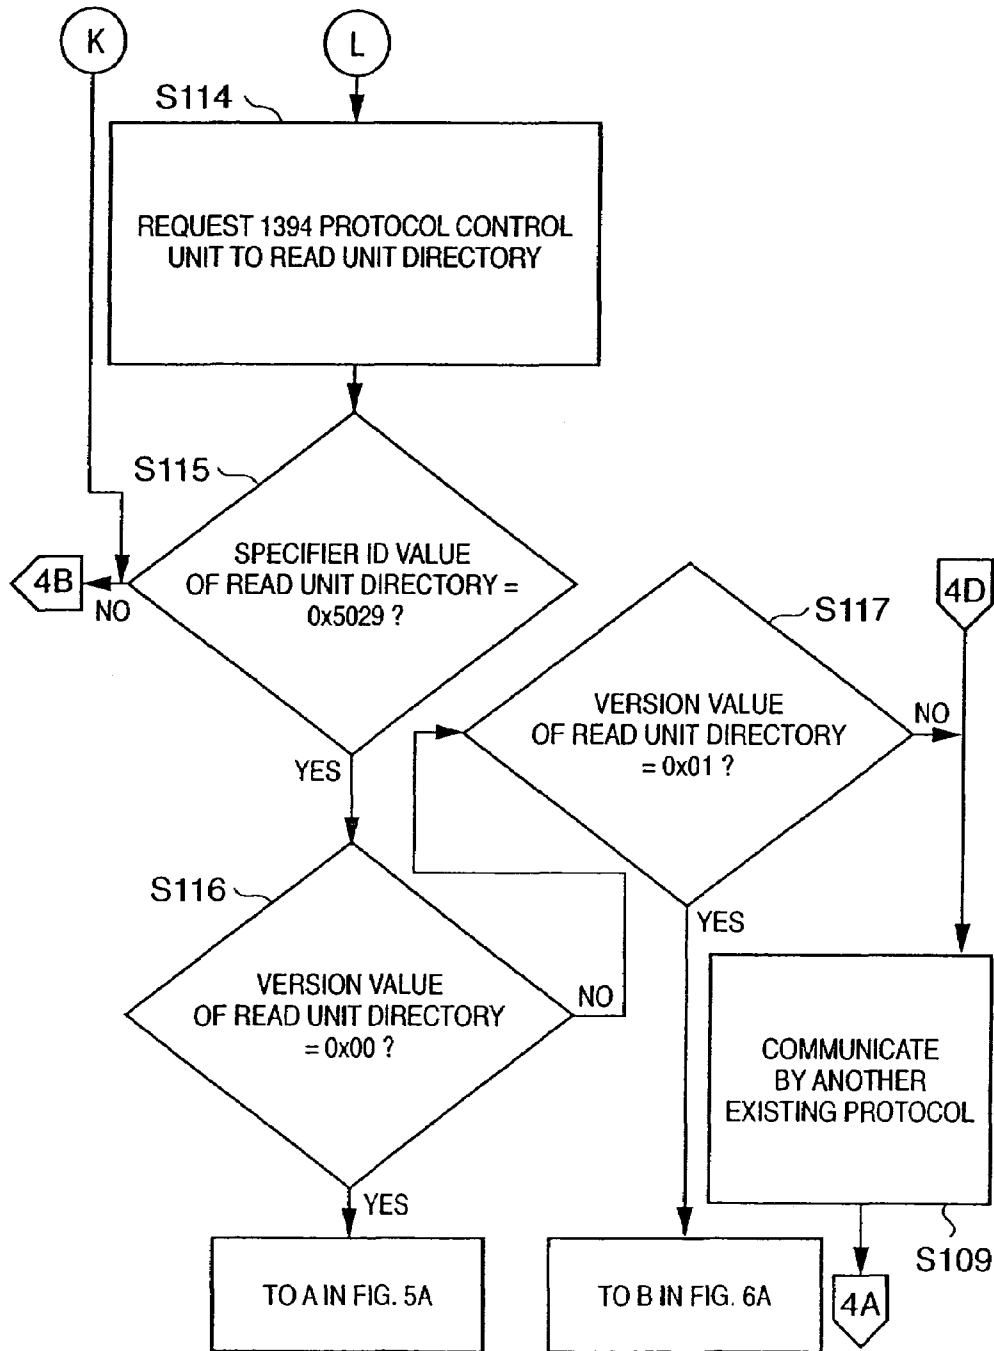 K
L
S114
REQUEST 1394 PROTOCOL CONTROL
UNIT TO READ UNIT DIRECTORY
S115
SPECIFIER ID VALUE
OF READ UNIT DIRECTORY =
0x5029 ?
4B
NO
YES
4D
S117
VERSION VALUE
OF READ UNIT DIRECTORY
= 0x01 ?
NO
YES
S116
VERSION VALUE
OF READ UNIT DIRECTORY
= 0x00 ?
NO
YES
COMMUNICATE
BY ANOTHER
EXISTING PROTOCOL
S109
TO A IN FIG. 5A
TO B IN FIG. 6A
4A